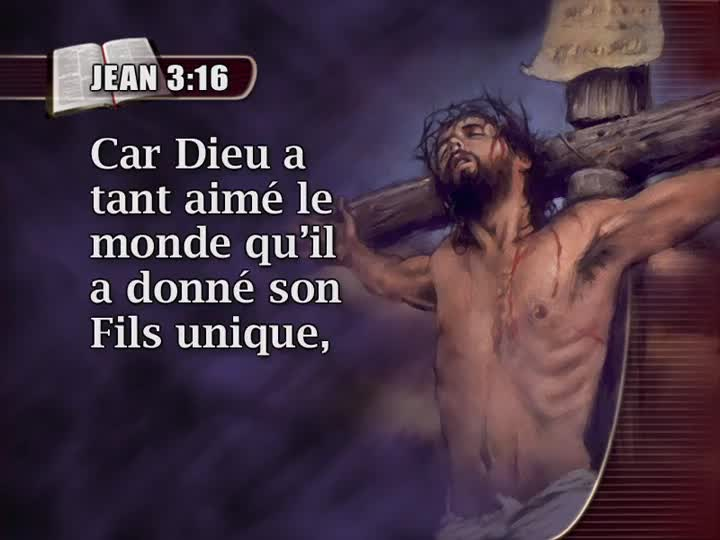 JEAN 3:16
Car Dieu a
tant aimé le
monde qu’il
a donné son
Fils unique,